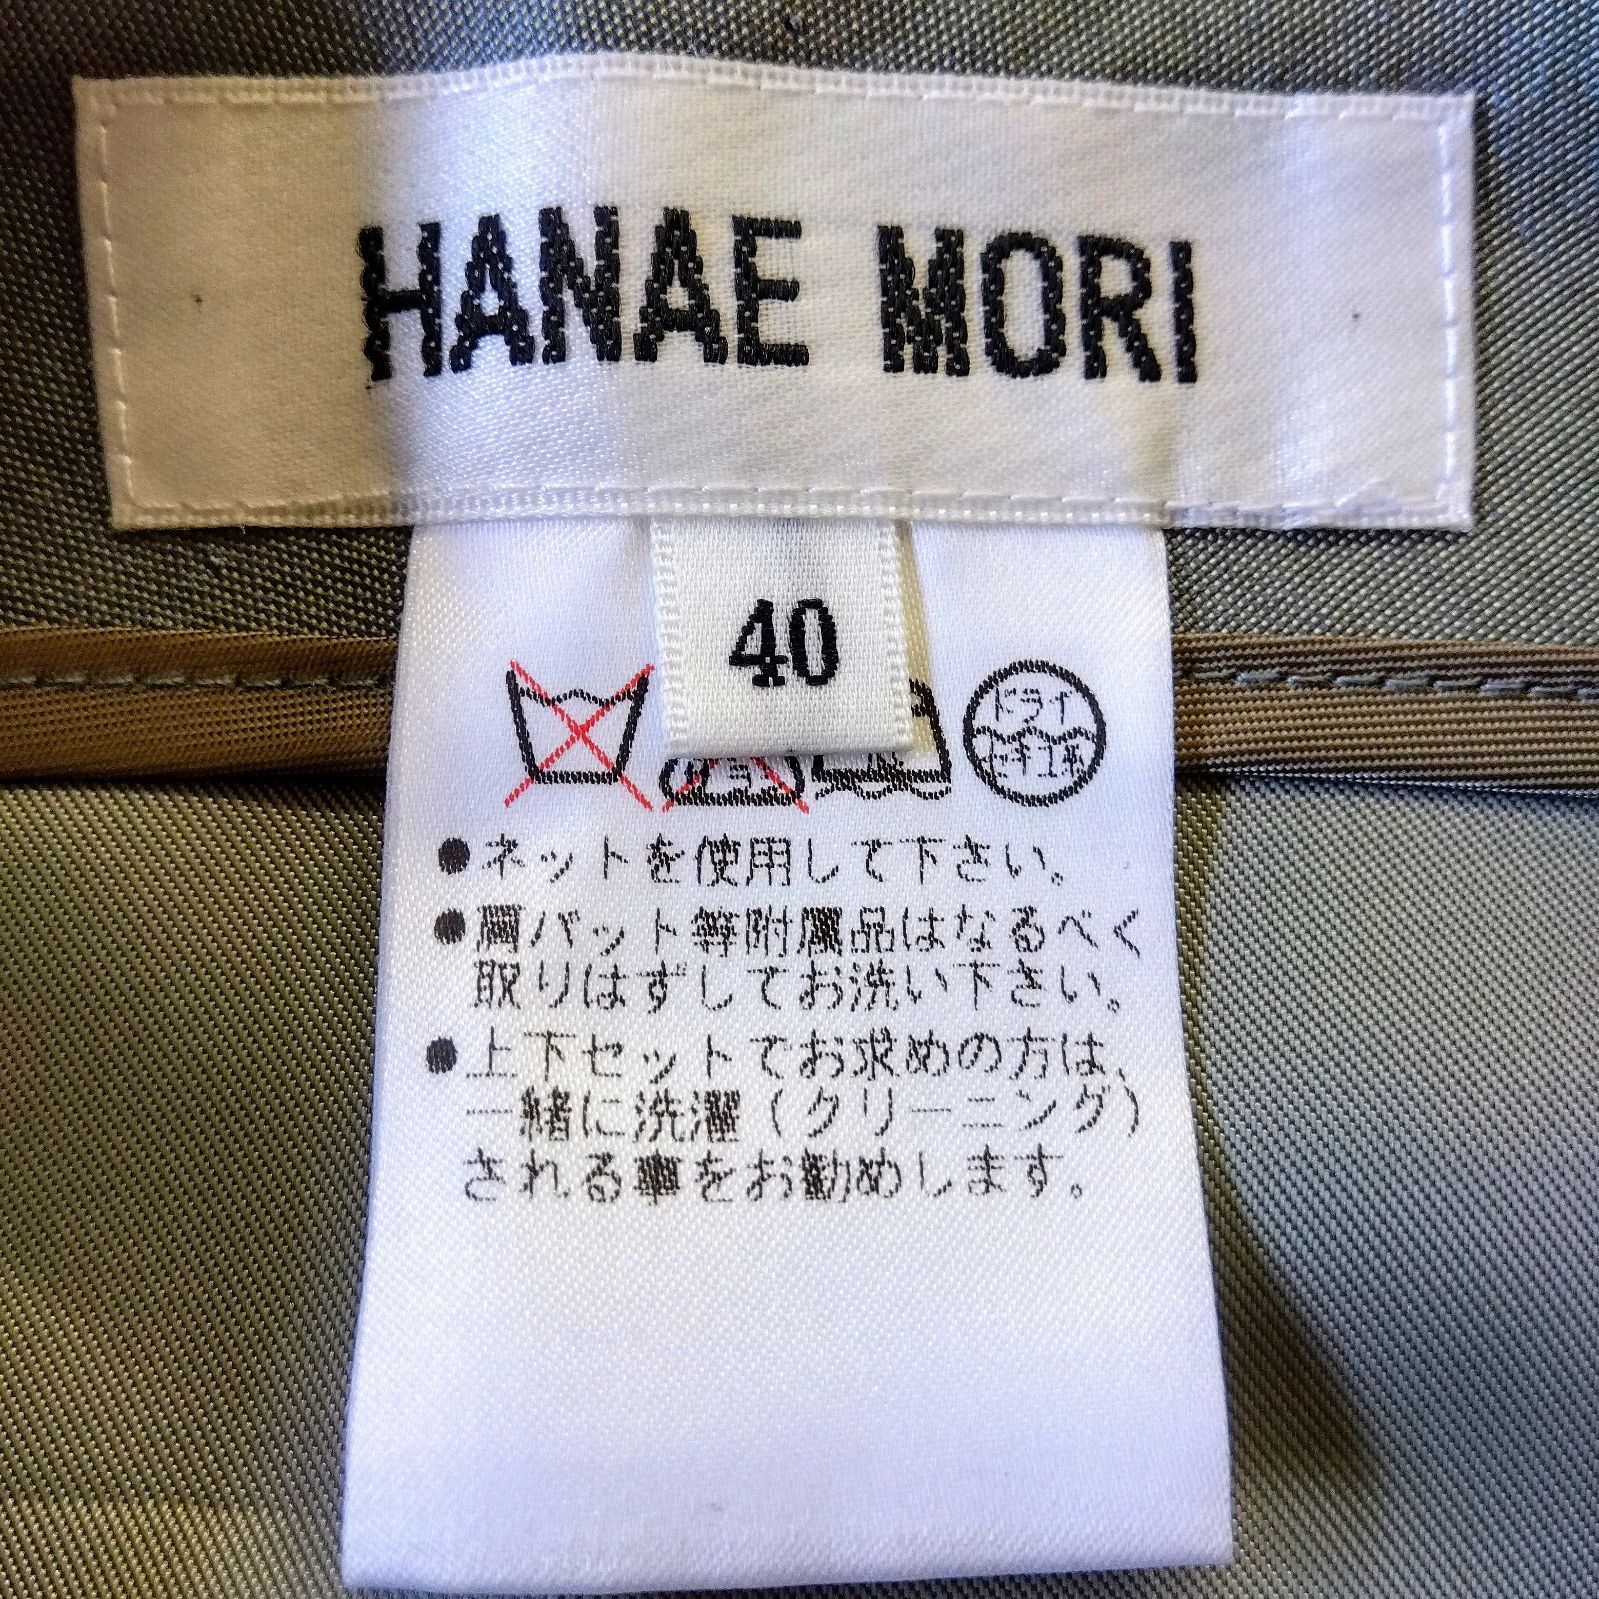 HANAE MORI
40
ドライ
セキユ系
●ネットを使用して下さい。
●肩パット等附属品はなるべく
取りはずしてお洗い下さい。
●上下セットでお求めの方は、
一緒に洗濯(クリーニング)
される事をお勧めします。